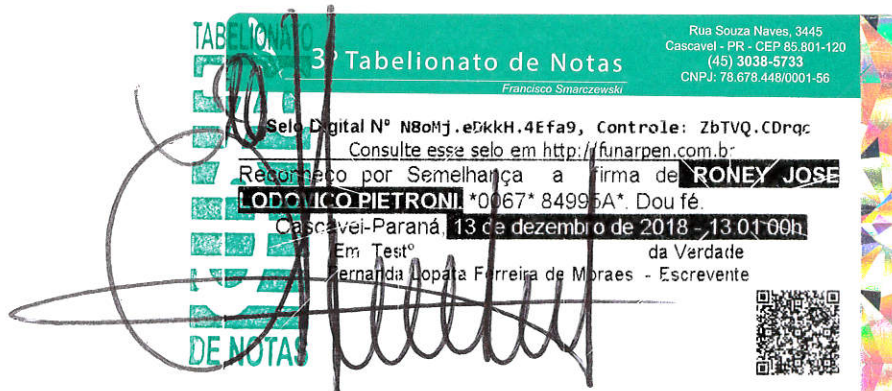 TABELIONATO
3º Tabelionato de Notas
Francisco Smarczewski
Rua Souza Naves, 3445
Cascavel - PR - CEP 85.801-120
(45) 3038-5733
CNPJ: 78.678.448/0001-56
Selo Digital Nº N8oMj.eDkkH.4Efa9, Controle: ZbTVQ.CDrqc
Consulte esse selo em http://funarpen.com.br
Reconheço por Semelhança a firma de RONEY JOSE
LODOVICO PIETRONI. *0067* 84995A*. Dou fé.
Cascavel-Paraná, 13 de dezembro de 2018 - 13:01:00h
Em Testº da Verdade
Fernanda Ferreira de Moraes - Escrevente
DE NOTAS